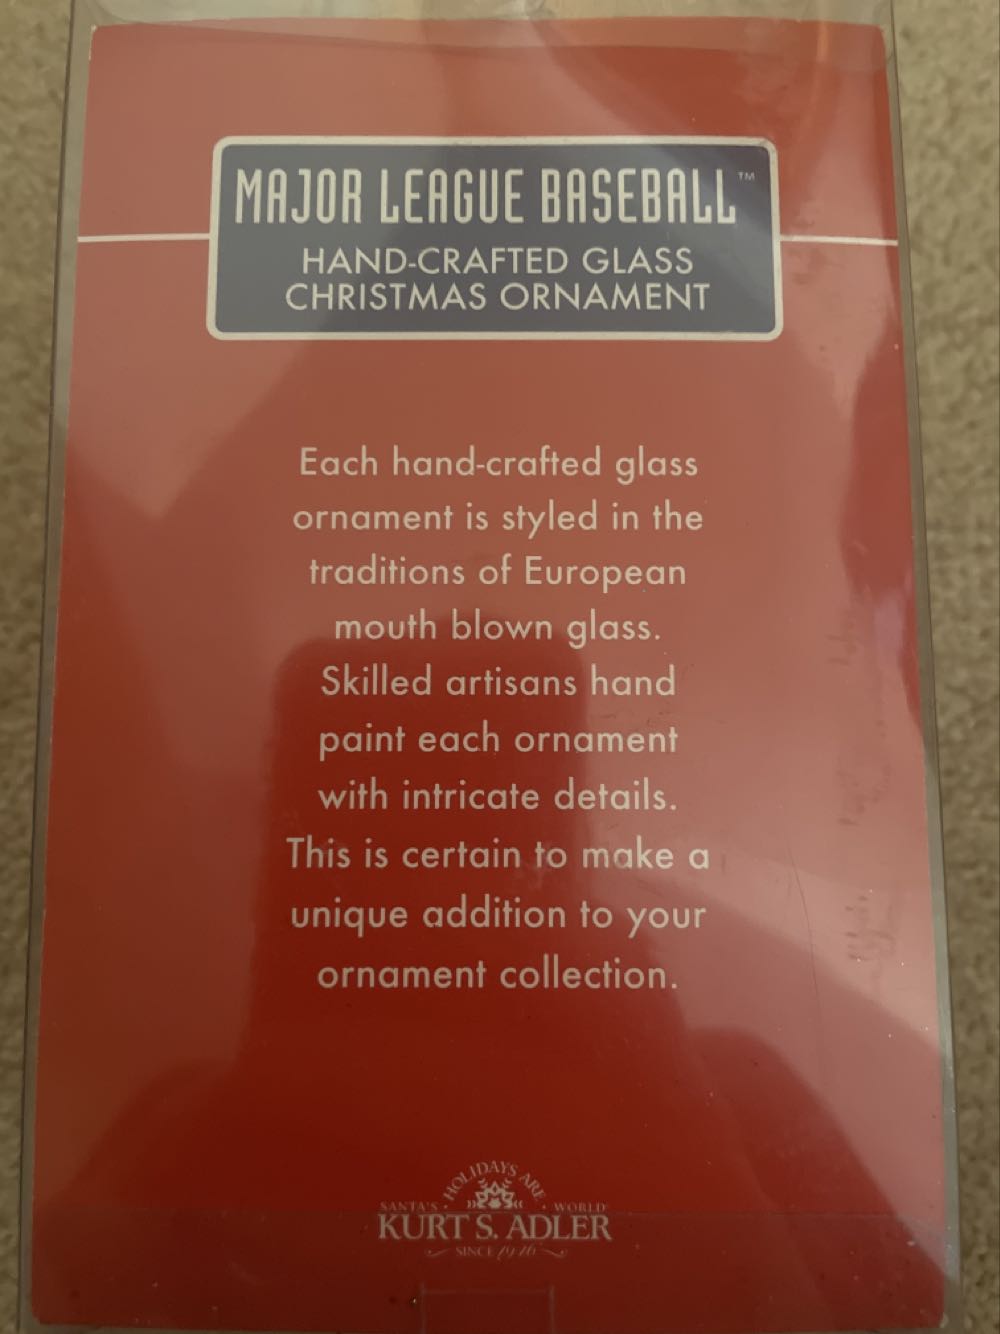 MAJOR LEAGUE BASEBALL™
HAND-CRAFTED GLASS
CHRISTMAS ORNAMENT
Each hand-crafted glass
ornament is styled in the
traditions of European
mouth blown glass.
Skilled artisans hand
paint each ornament
with intricate details.
This is certain to make a
unique addition to your
ornament collection.
HOLIDAYS ARE
SANTA'S WORLD
KURT S. ADLER
SINCE 1946